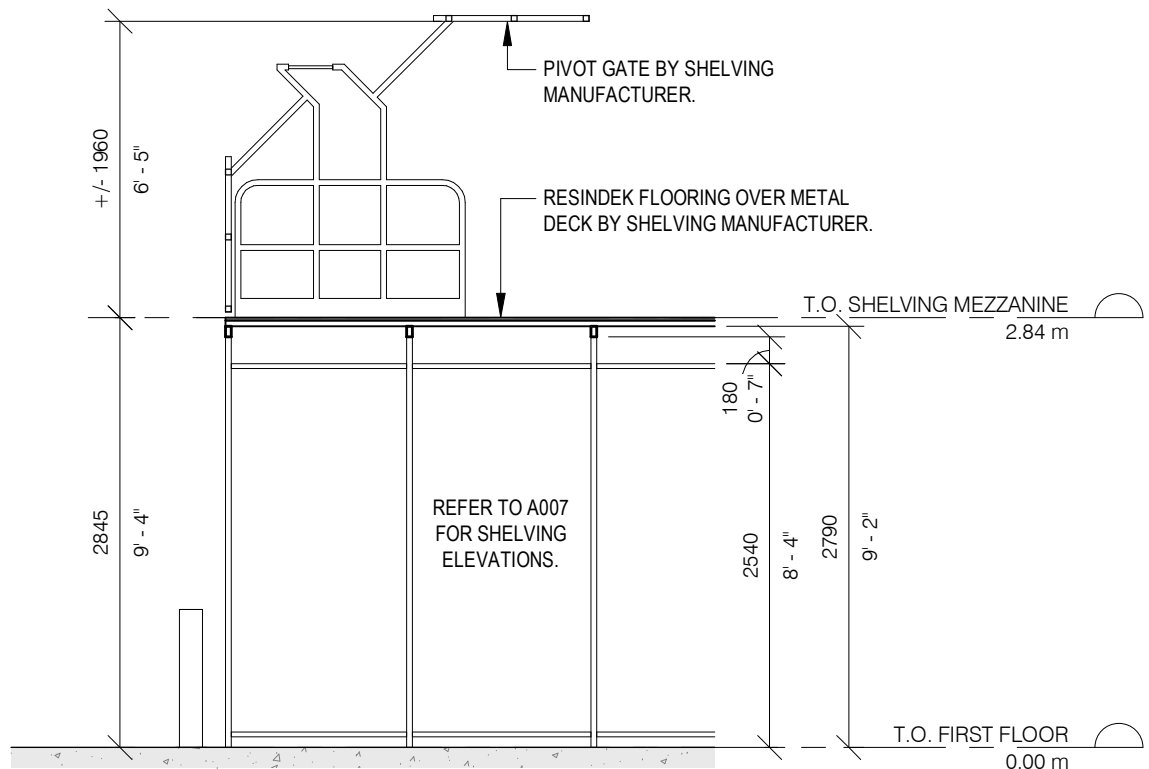 PIVOT GATE BY SHELVING
MANUFACTURER.
+/- 1960
6' - 5"
RESINDEK FLOORING OVER METAL
DECK BY SHELVING MANUFACTURER.
T.O. SHELVING MEZZANINE
2.84 m
180
0' - 7"
REFER TO A007
FOR SHELVING
ELEVATIONS.
2845
9' - 4"
2540
8' - 4"
2790
9' - 2"
T.O. FIRST FLOOR
0.00 m